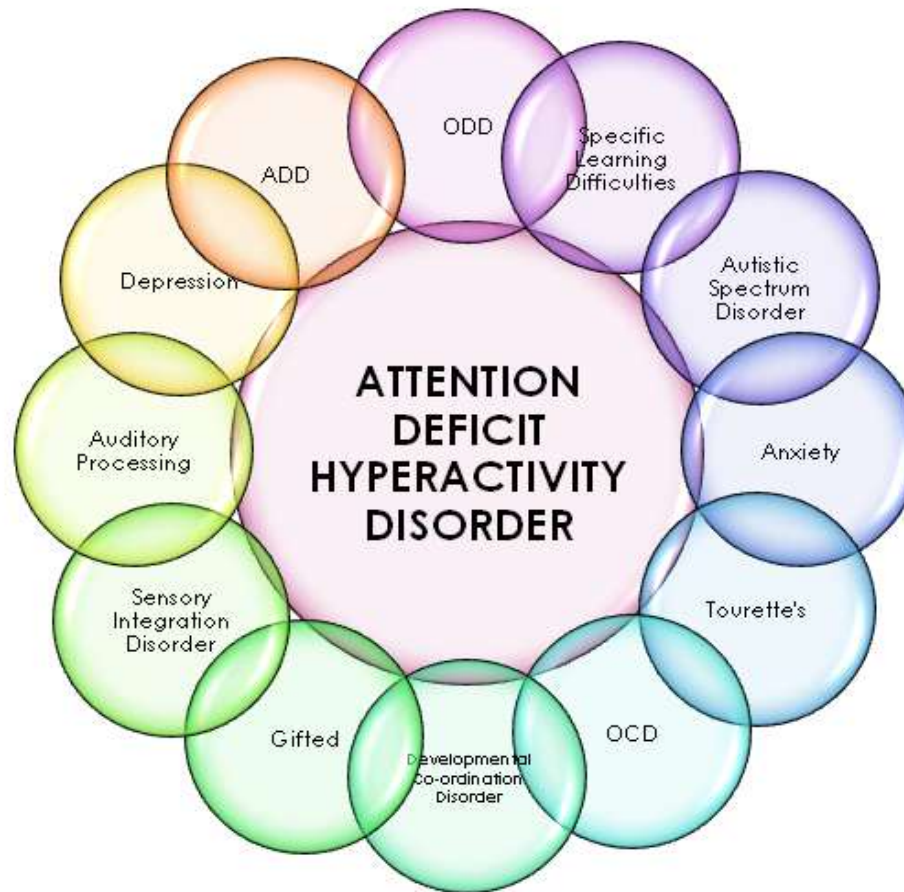 ODD
Specific
Learning
Difficulties
Autistic
Spectrum
Disorder
Anxiety
Tourette's
OCD
Developmental
Co-ordination
Disorder
Gifted
Sensory
Integration
Disorder
Auditory
Processing
Depression
ADD
ATTENTION
DEFICIT
HYPERACTIVITY
DISORDER